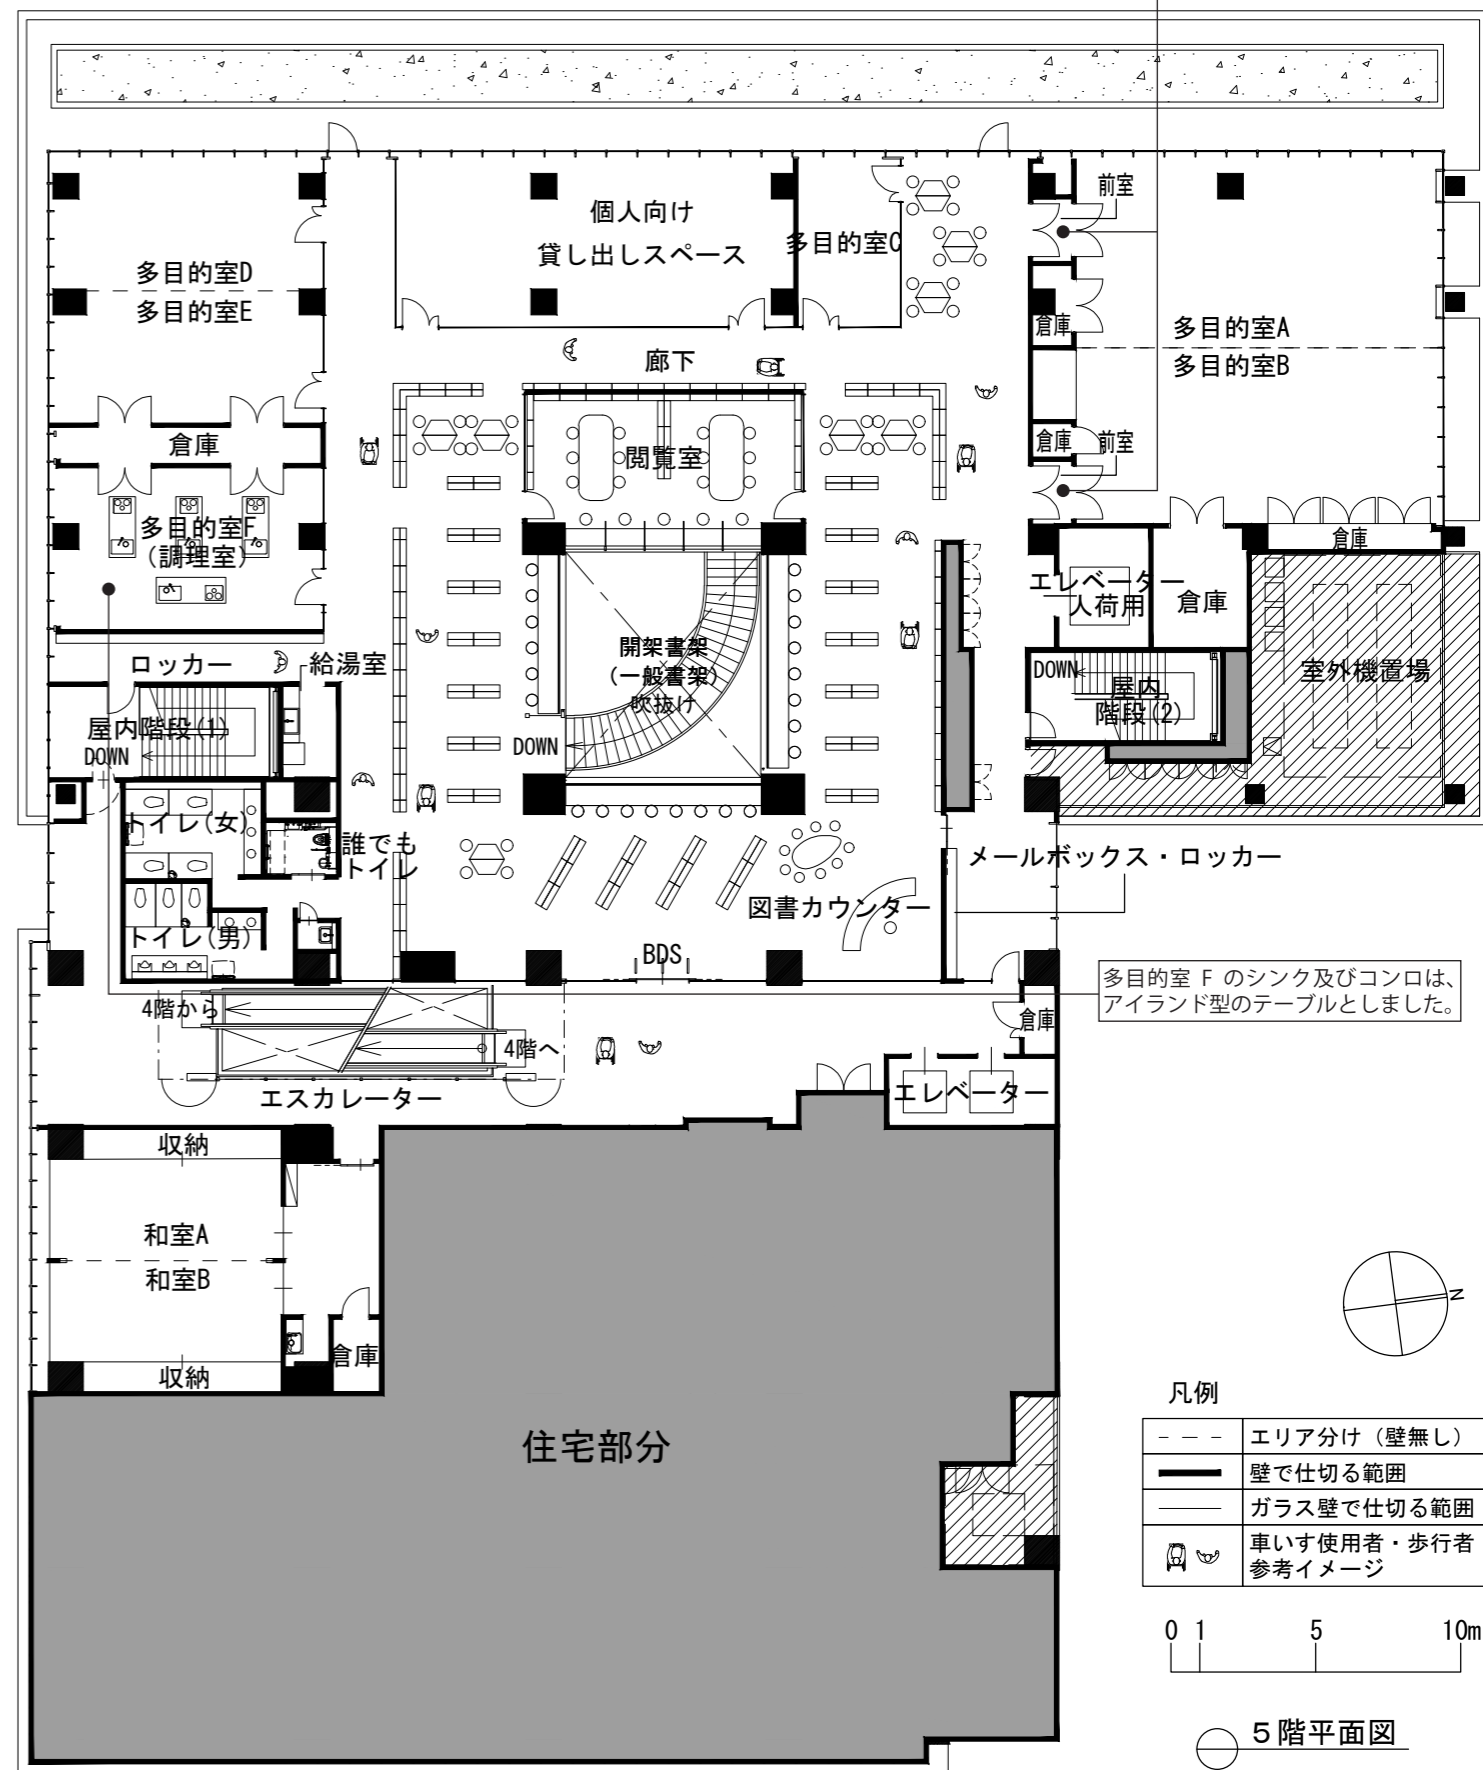 前室
個人向け
貸し出しスペース
多目的室C
多目的室D
多目的室E
倉庫
多目的室A
多目的室B
廊下
倉庫
閲覧室
倉庫
前室
多目的室F
(調理室)
倉庫
エレベーター
人荷用
倉庫
開架書架
(一般書架)
吹抜け
ロッカー
給湯室
DOWN
屋内
階段(2)
室外機置場
屋内階段(1)
DOWN
DOWN
トイレ(女)
誰でも
トイレ
メールボックス・ロッカー
図書カウンター
トイレ(男)
BDS
多目的室 F のシンク及びコンロは、
アイランド型のテーブルとしました。
4階から
倉庫
4階へ
エスカレーター
エレベーター
収納
和室A
和室B
倉庫
収納
N
住宅部分
凡例
エリア分け（壁無し）
壁で仕切る範囲
ガラス壁で仕切る範囲
車いす使用者・歩行者
参考イメージ
0 1 5 10m
５階平面図